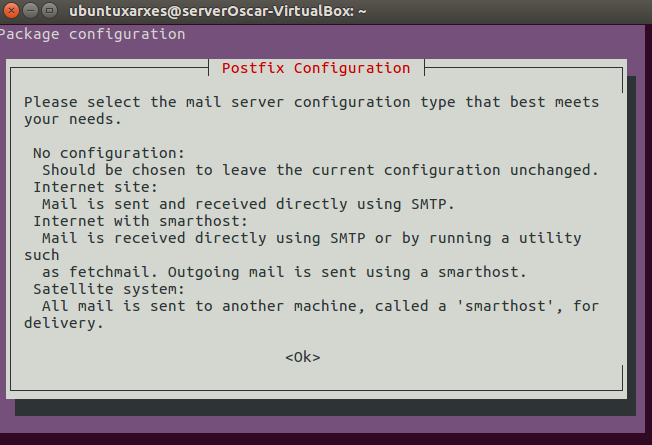 ubuntuxarxes@serverOscar-VirtualBox: ~
Package configuration
Postfix Configuration
Please select the mail server configuration type that best meets
your needs.
No configuration:
Should be chosen to leave the current configuration unchanged.
Internet site:
Mail is sent and received directly using SMTP.
Internet with smarthost:
Mail is received directly using SMTP or by running a utility
such
as fetchmail. Outgoing mail is sent using a smarthost.
Satellite system:
All mail is sent to another machine, called a 'smarthost', for
delivery.
<Ok>